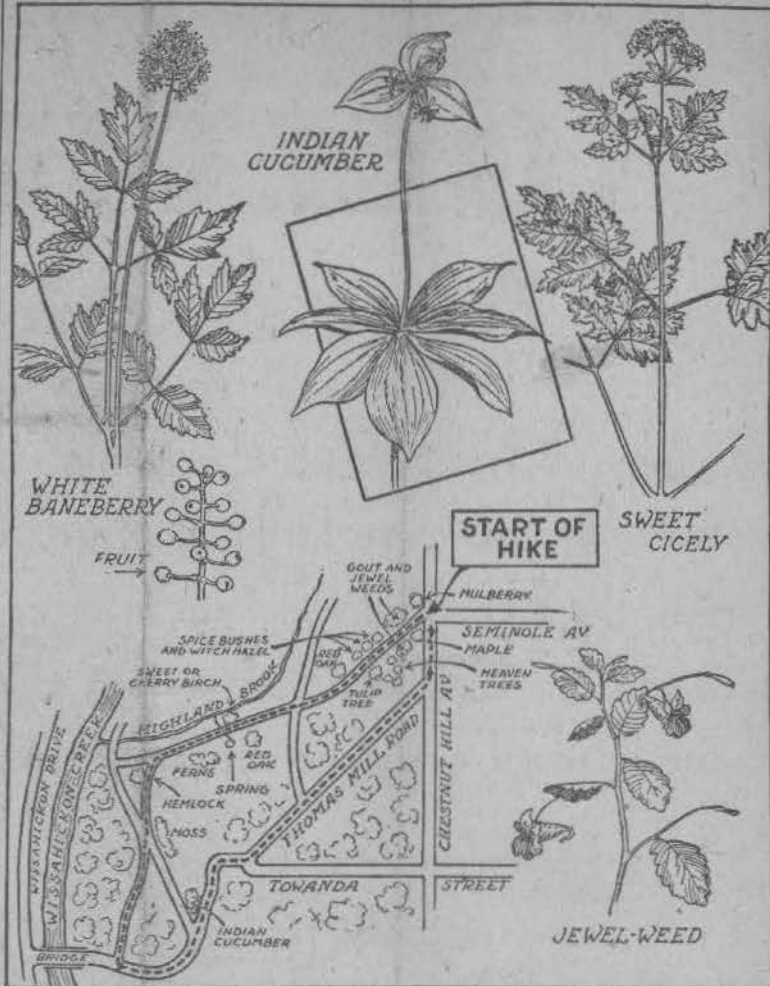 INDIAN
CUCUMBER
WHITE
BANEBERRY
FRUIT
SWEET
CICELY
START OF
HIKE
GOUT AND
JEWEL
WEEDS
MULBERRY
SPICE BUSHES
AND WITCH HAZEL
RED
OAK
SEMINOLE AV.
MAPLE
HEAVEN
TREES
TULIP
TREE
SWEET OR
CHERRY BIRCH
HIGHLAND BROOK
WISSAHICKON DRIVE
WISSAHICKON CREEK
FERNS
RED
OAK
SPRING
HEMLOCK
MOSS
THOMAS MILL ROAD
CHESTNUT HILL AV.
TOWANDA STREET
INDIAN
CUCUMBER
BRIDGE
JEWEL-WEED